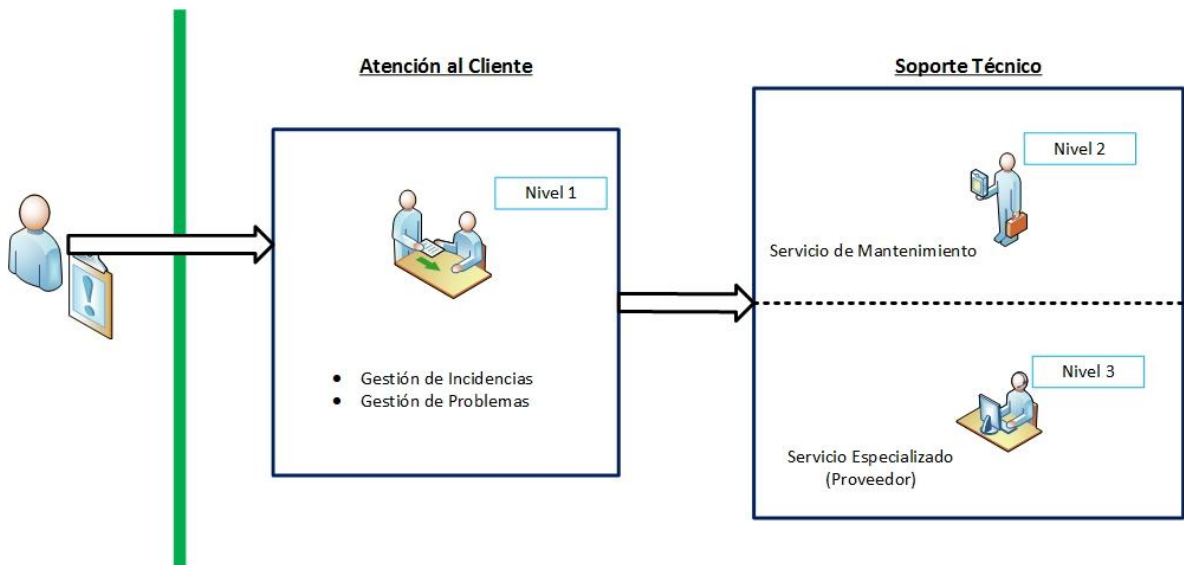 Atención al Cliente
Nivel 1
• Gestión de Incidencias
• Gestión de Problemas
Soporte Técnico
Nivel 2
Servicio de Mantenimiento
Nivel 3
Servicio Especializado
(Proveedor)